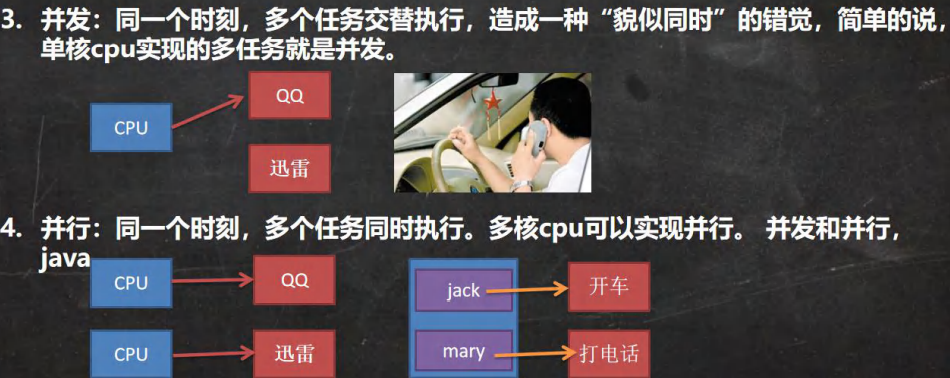 3. 并发：同一个时刻，多个任务交替执行，造成一种“貌似同时”的错觉，简单的说，
单核cpu实现的多任务就是并发。
QQ
CPU
迅雷
4. 并行：同一个时刻，多个任务同时执行。多核cpu可以实现并行。 并发和并行，
java
CPU
QQ
jack
开车
CPU
迅雷
mary
打电话